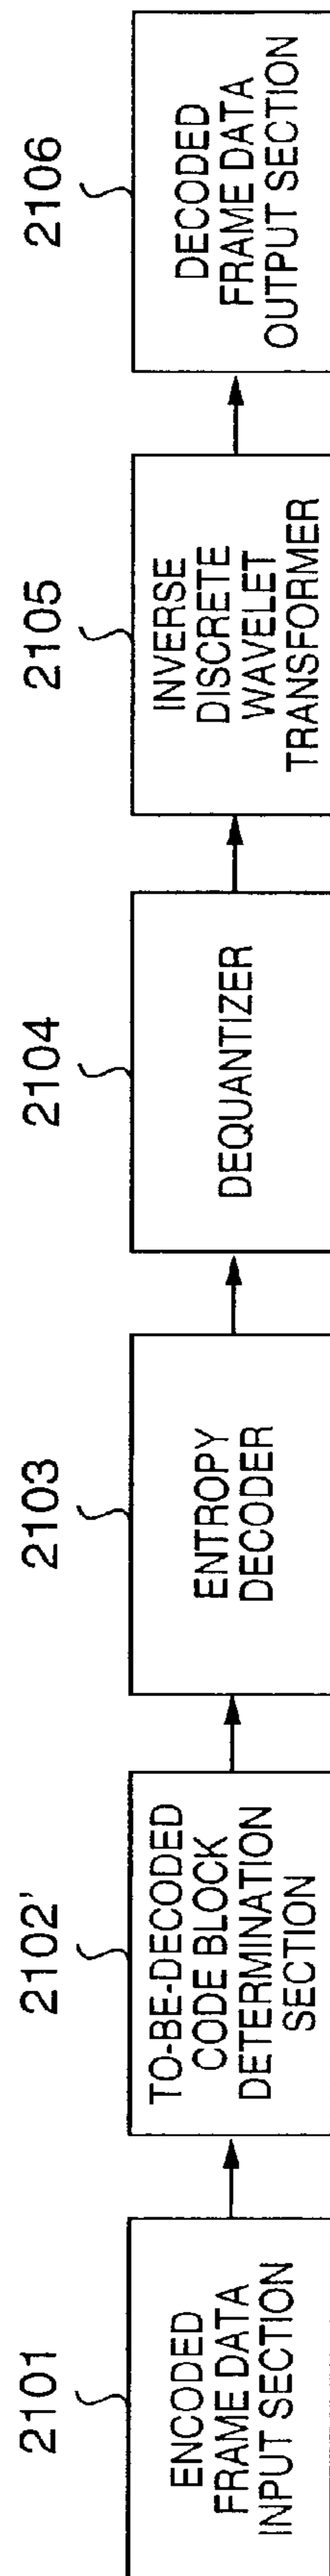 2101
ENCODED
FRAME DATA
INPUT SECTION
2102'
TO-BE-DECODED
CODE BLOCK
DETERMINATION
SECTION
2103
ENTROPY
DECODER
2104
DEQUANTIZER
2105
INVERSE
DISCRETE
WAVELET
TRANSFORMER
2106
DECODED
FRAME DATA
OUTPUT SECTION